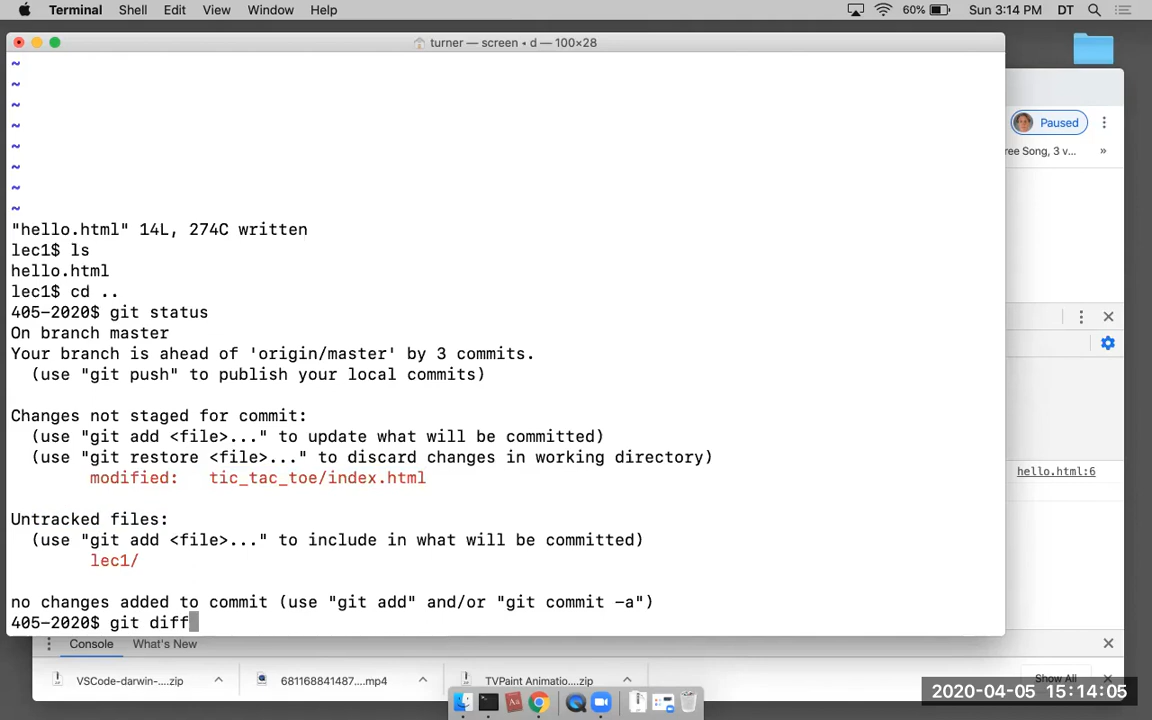 Terminal Shell Edit View Window Help 60% Sun 3:14 PM DT
turner — screen ◂ d — 100×28
~
~
~
~
~
~
~
~
"hello.html" 14L, 274C written
lec1$ ls
hello.html
lec1$ cd ..
405-2020$ git status
On branch master
Your branch is ahead of 'origin/master' by 3 commits.
(use "git push" to publish your local commits)
Changes not staged for commit:
(use "git add <file>..." to update what will be committed)
(use "git restore <file>..." to discard changes in working directory)
modified: tic_tac_toe/index.html
Untracked files:
(use "git add <file>..." to include in what will be committed)
lec1/
no changes added to commit (use "git add" and/or "git commit -a")
405-2020$ git diff
Paused
ree Song, 3 v... »
hello.html:6
Console What's New
VSCode-darwin-....zip 681168841487....mp4 TVPaint Animatio....zip Show All
2020-04-05 15:14:05